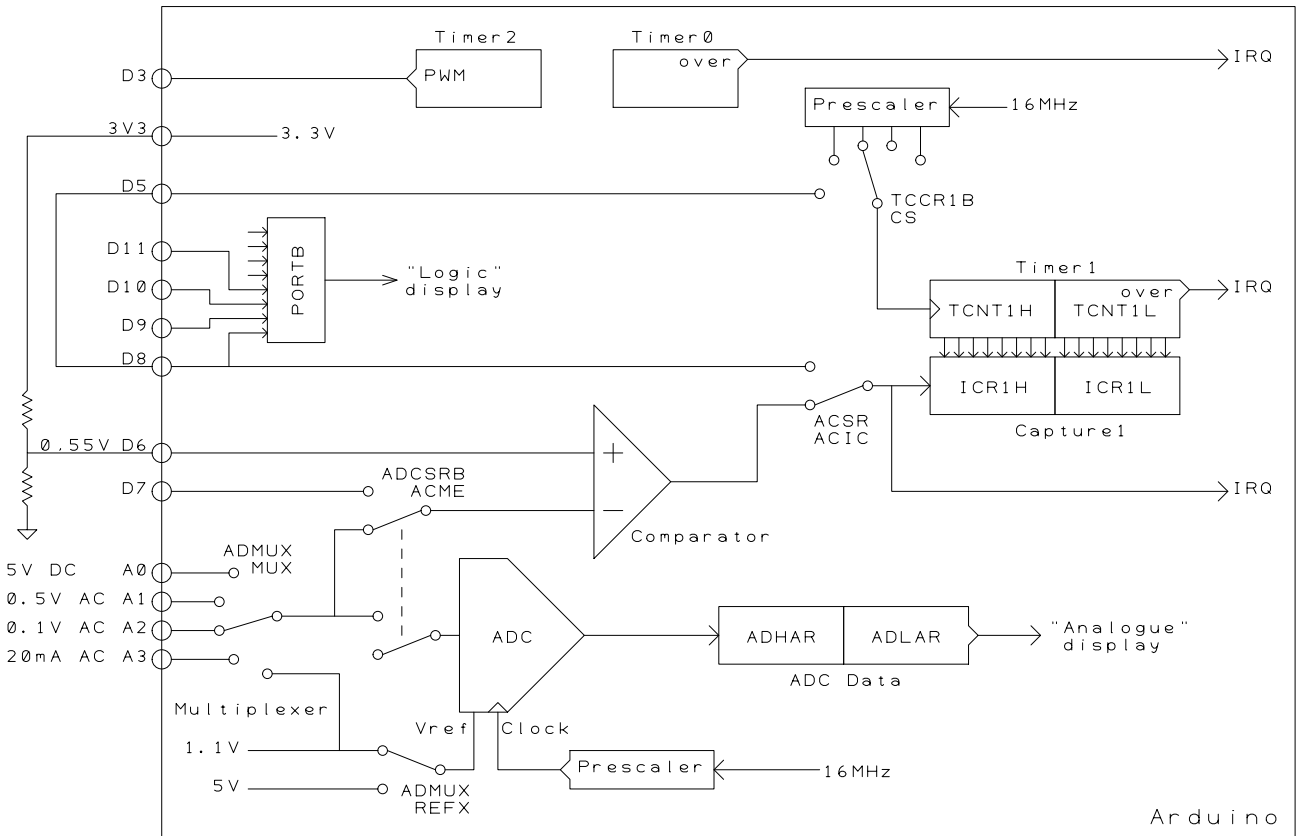 Timer2
Timer0
D3
PWM
over
IRQ
Prescaler
16MHz
3V3
3.3V
D5
TCCR1B
CS
D11
D10
D9
D8
PORTB
"Logic"
display
Timer1
over
IRQ
TCNT1H
TCNT1L
ICR1H
ICR1L
Capture1
ACSR
ACIC
0.55V D6
D7
ADCSRB
ACME
+
−
Comparator
IRQ
5V DC A0
0.5V AC A1
0.1V AC A2
20mA AC A3
ADMUX
MUX
ADC
ADHAR
ADLAR
"Analogue"
display
ADC Data
Multiplexer
Vref
Clock
1.1V
5V
ADMUX
REFX
Prescaler
16MHz
Arduino